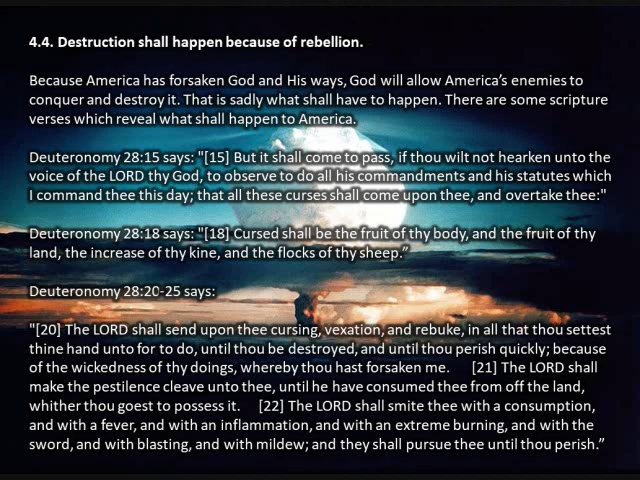 4.4. Destruction shall happen because of rebellion.
Because America has forsaken God and His ways, God will allow America’s enemies to
conquer and destroy it. That is sadly what shall have to happen. There are some scripture
verses which reveal what shall happen to America.
Deuteronomy 28:15 says: "[15] But it shall come to pass, if thou wilt not hearken unto the
voice of the LORD thy God, to observe to do all his commandments and his statutes which
I command thee this day; that all these curses shall come upon thee, and overtake thee:"
Deuteronomy 28:18 says: "[18] Cursed shall be the fruit of thy body, and the fruit of thy
land, the increase of thy kine, and the flocks of thy sheep.”
Deuteronomy 28:20-25 says:
"[20] The LORD shall send upon thee cursing, vexation, and rebuke, in all that thou settest
thine hand unto for to do, until thou be destroyed, and until thou perish quickly; because
of the wickedness of thy doings, whereby thou hast forsaken me. [21] The LORD shall
make the pestilence cleave unto thee, until he have consumed thee from off the land,
whither thou goest to possess it. [22] The LORD shall smite thee with a consumption,
and with a fever, and with an inflammation, and with an extreme burning, and with the
sword, and with blasting, and with mildew; and they shall pursue thee until thou perish.”